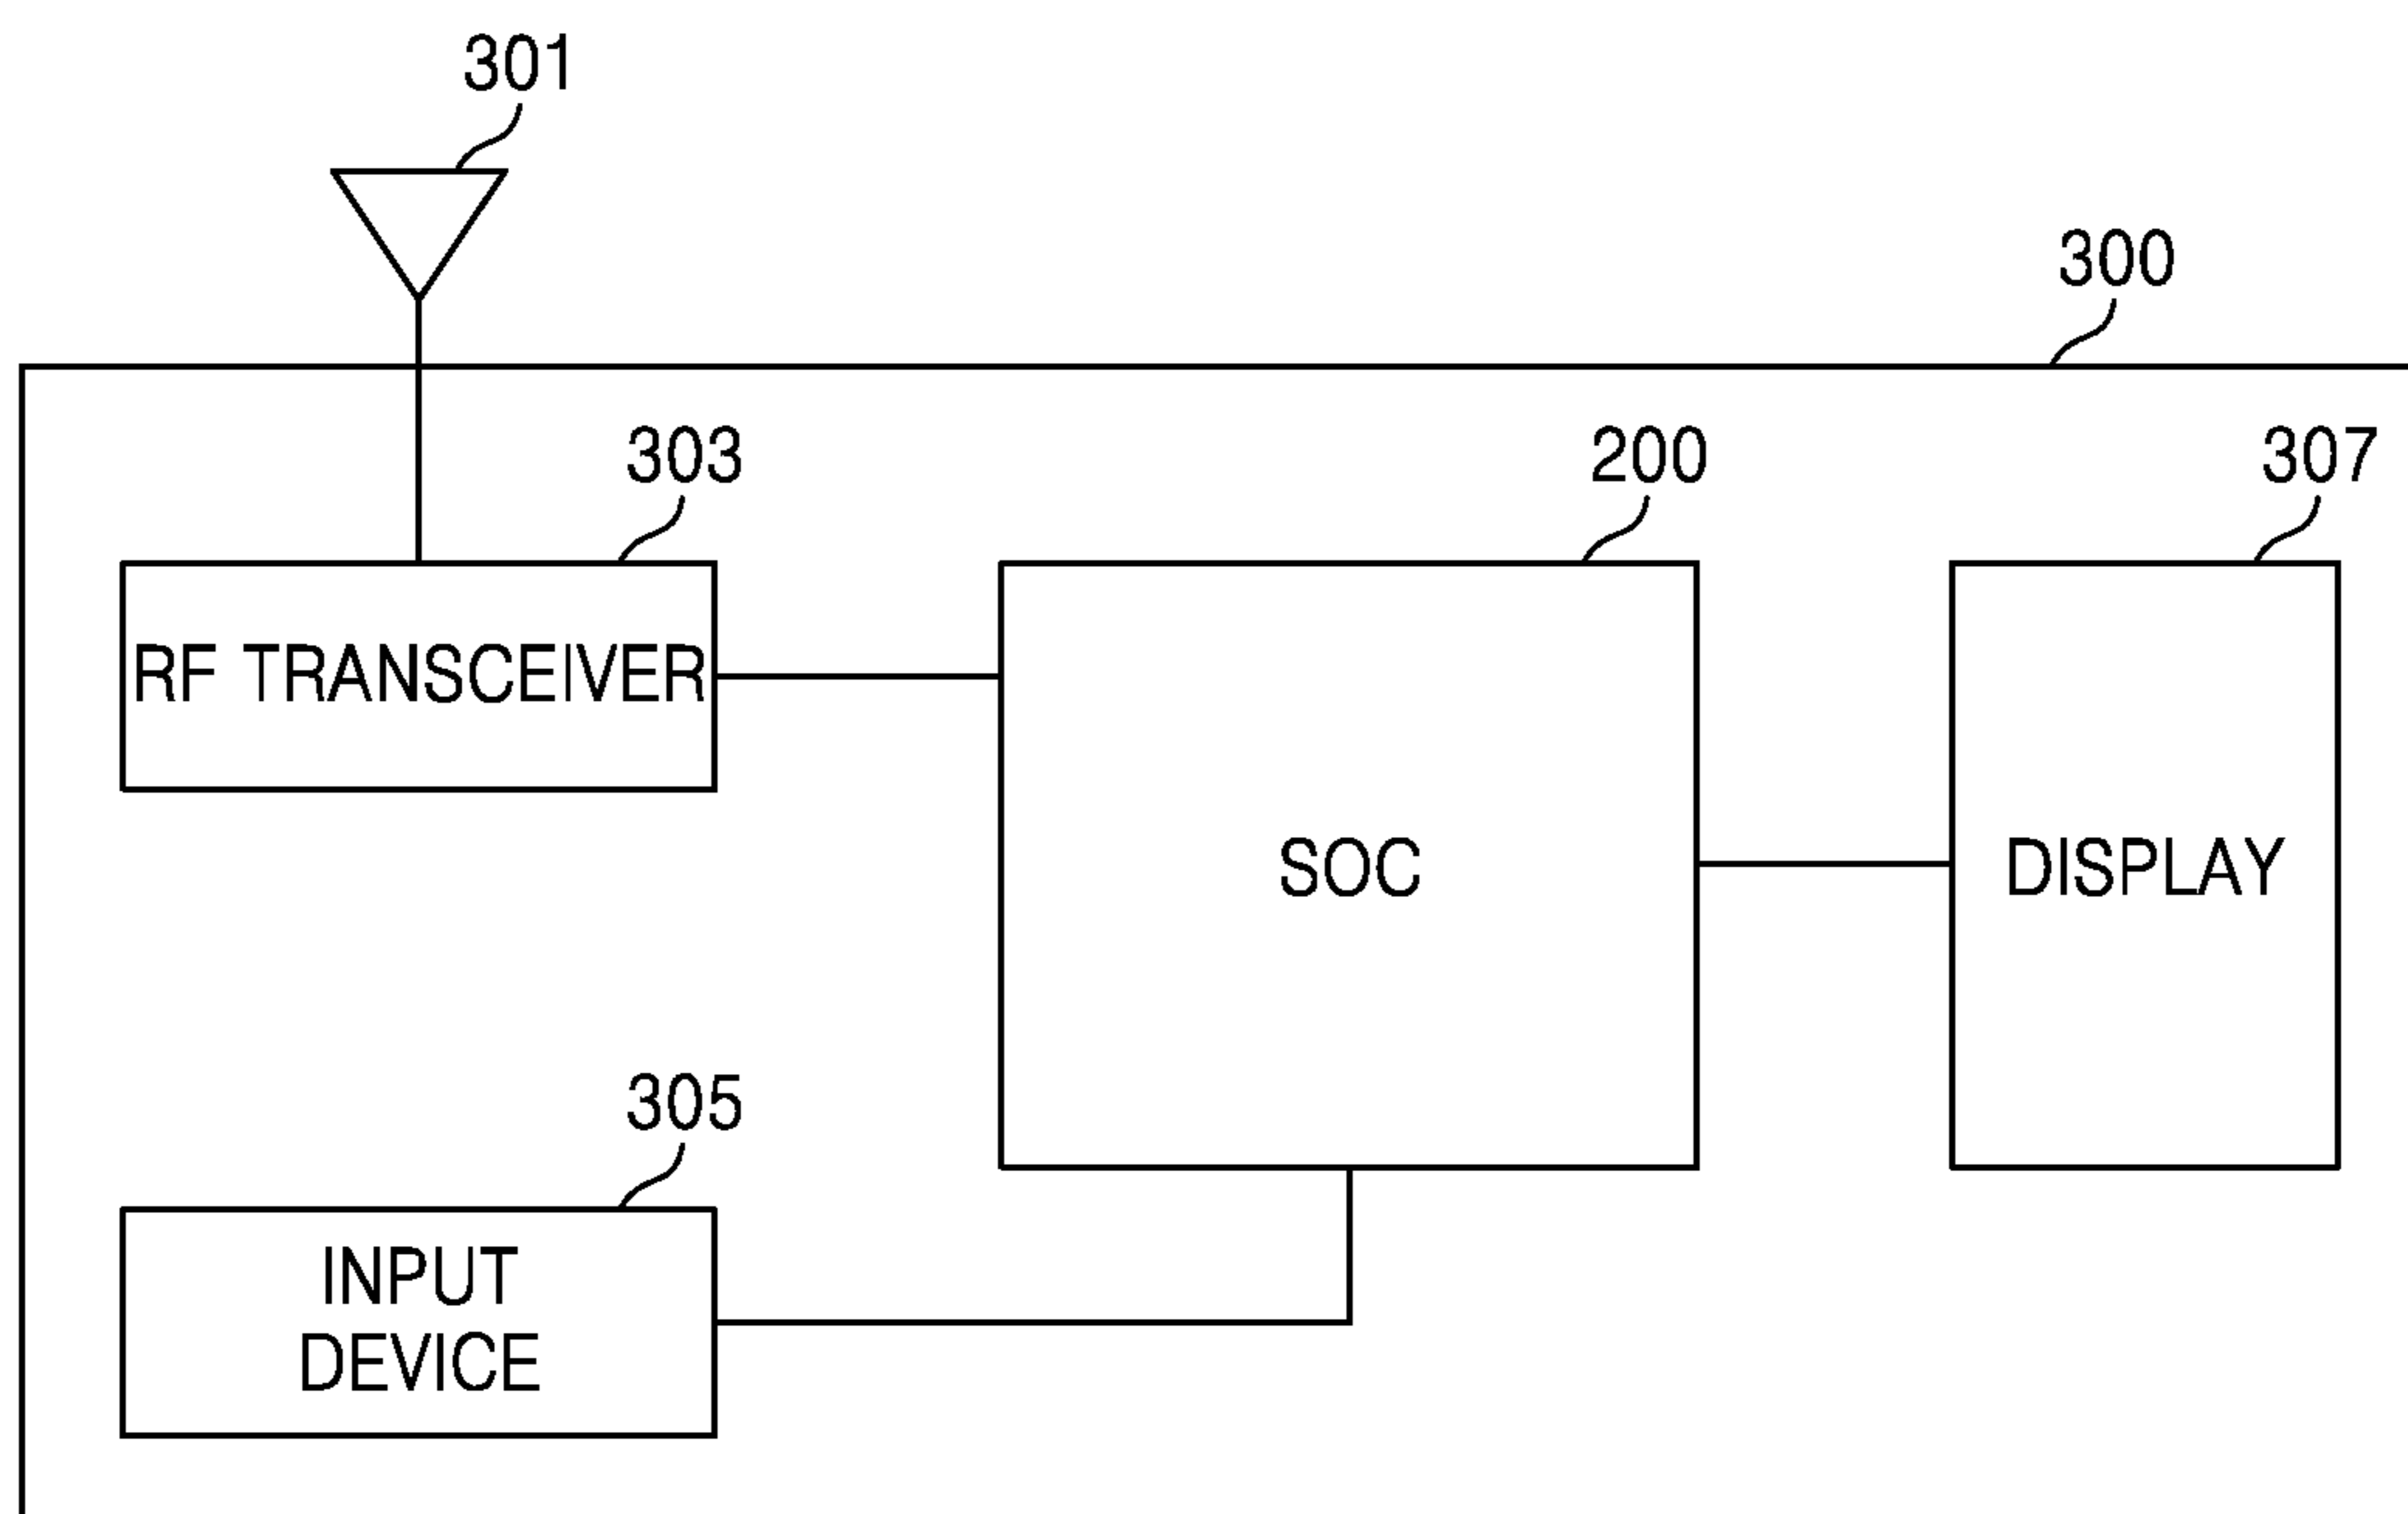 301
300
303
200
307
RF TRANSCEIVER
SOC
DISPLAY
305
INPUT
DEVICE